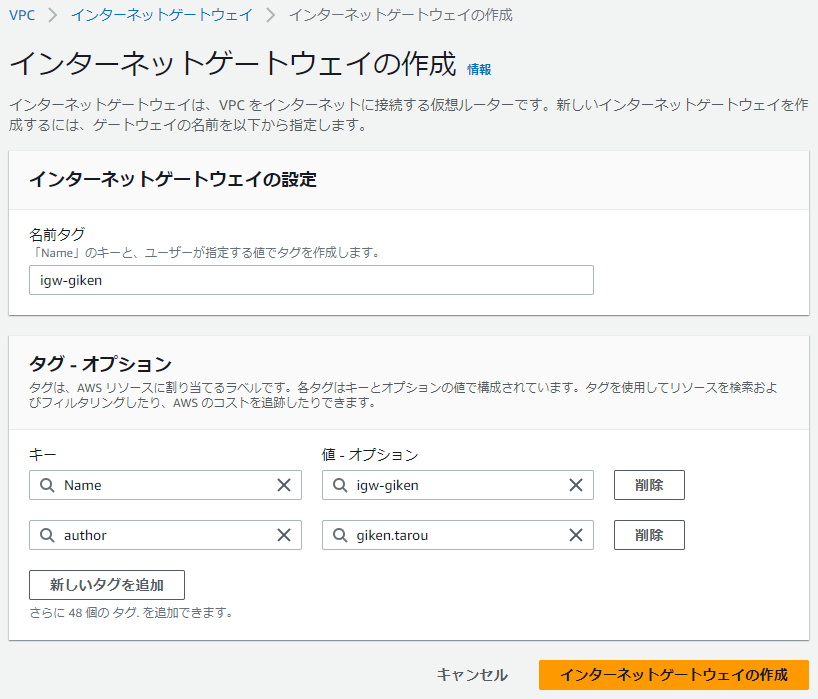 VPC > インターネットゲートウェイ > インターネットゲートウェイの作成
インターネットゲートウェイの作成 情報
インターネットゲートウェイは、VPC をインターネットに接続する仮想ルーターです。新しいインターネットゲートウェイを作
成するには、ゲートウェイの名前を以下から指定します。
インターネットゲートウェイの設定
名前タグ
「Name」のキーと、ユーザーが指定する値でタグを作成します。
igw-giken
タグ - オプション
タグは、AWS リソースに割り当てるラベルです。各タグはキーとオプションの値で構成されています。タグを使用してリソースを検索およ
びフィルタリングしたり、AWS のコストを追跡したりできます。
キー 値 - オプション
Name igw-giken 削除
author giken.tarou 削除
新しいタグを追加
さらに 48 個の タグ. を追加できます。
キャンセル インターネットゲートウェイの作成